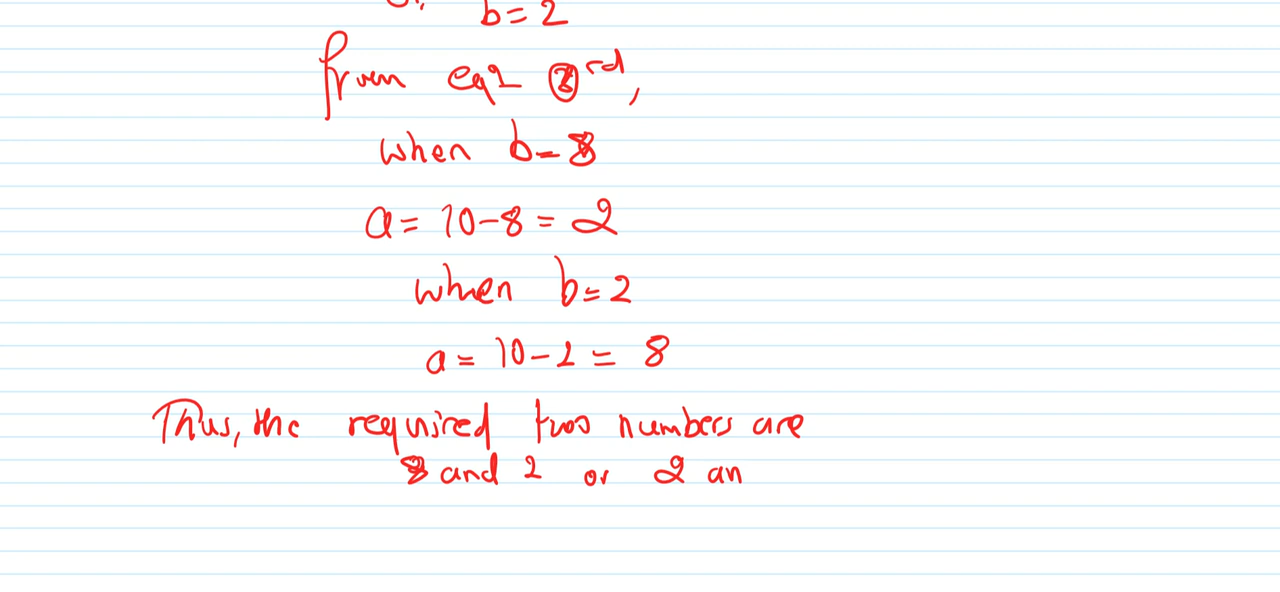 b = 2
from eqn ③rd,
when b = 8
a = 10 - 8 = 2
when b = 2
a = 10 - 2 = 8
Thus, the required two numbers are
8 and 2 or 2 an